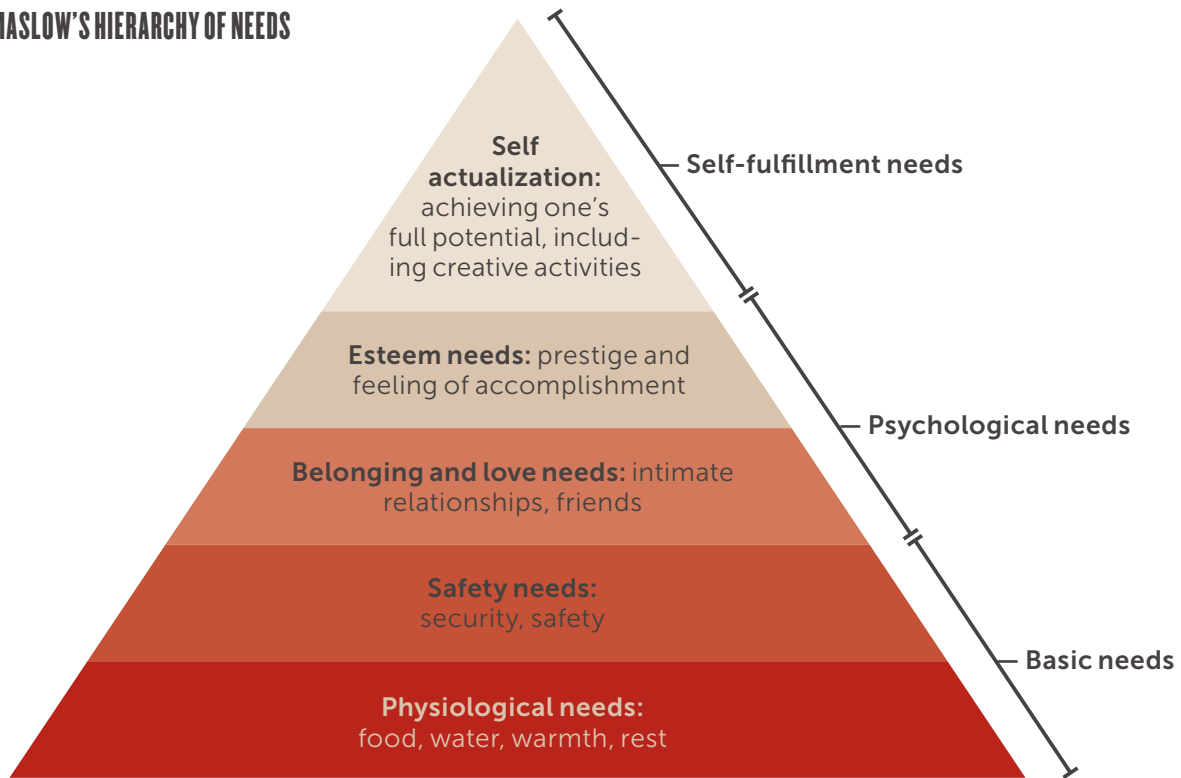 MASLOW'S HIERARCHY OF NEEDS
Self
actualization:
achieving one's
full potential, includ-
ing creative activities
Self-fulfillment needs
Esteem needs: prestige and
feeling of accomplishment
Psychological needs
Belonging and love needs: intimate
relationships, friends
Safety needs:
security, safety
Basic needs
Physiological needs:
food, water, warmth, rest